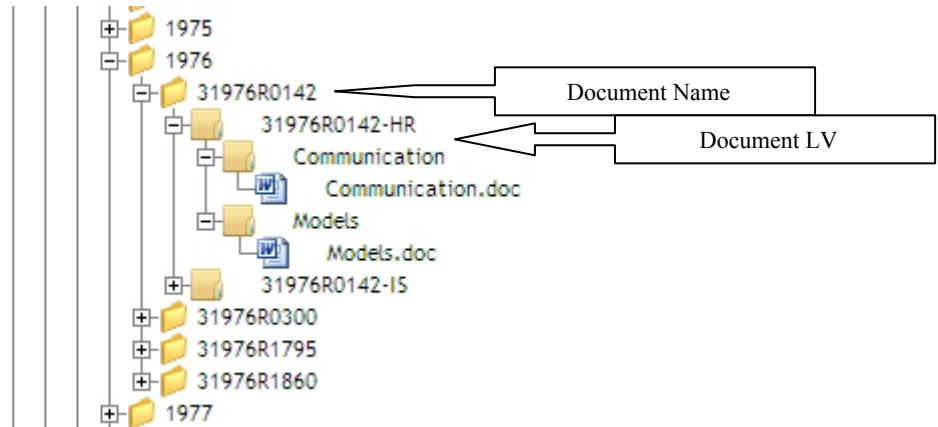 1975
1976
31976R0142
Document Name
31976R0142-HR
Document LV
Communication
Communication.doc
Models
Models.doc
31976R0142-IS
31976R0300
31976R1795
31976R1860
1977